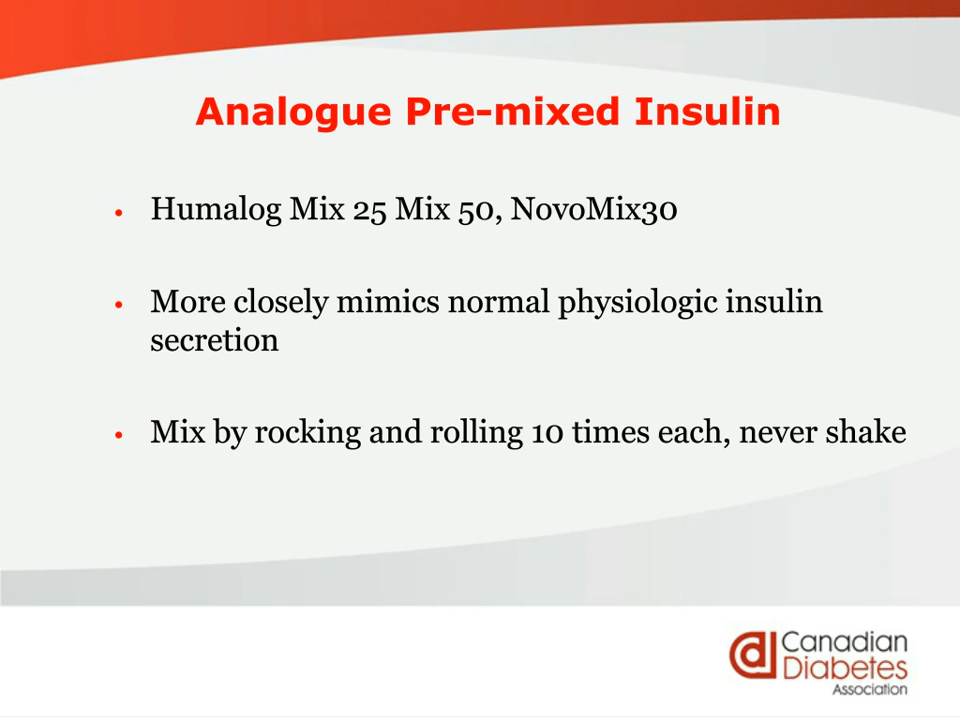 Analogue Pre-mixed Insulin
• Humalog Mix 25 Mix 50, NovoMix30
• More closely mimics normal physiologic insulin
secretion
• Mix by rocking and rolling 10 times each, never shake
Canadian
Diabetes
Association